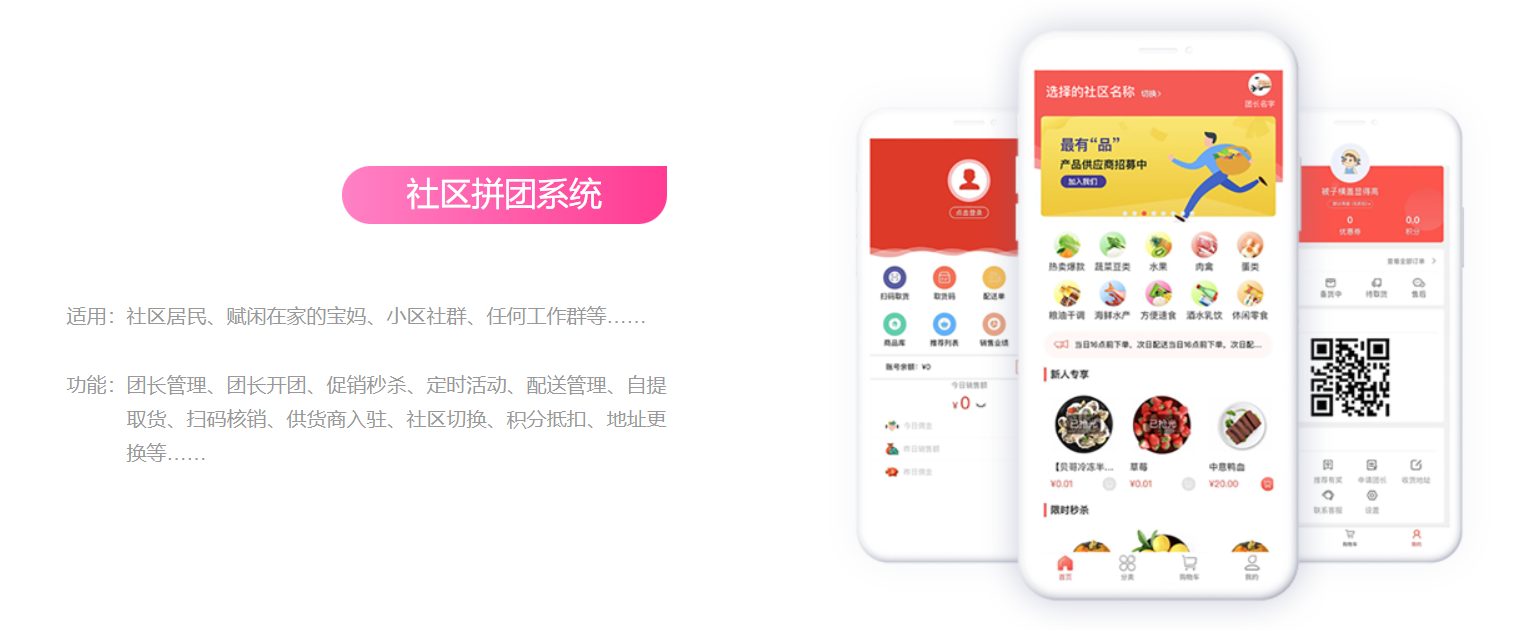 社区拼团系统
适用：社区居民、赋闲在家的宝妈、小区社群、任何工作群等……
功能：团长管理、团长开团、促销秒杀、定时活动、配送管理、自提
取货、扫码核销、供货商入驻、社区切换、积分抵扣、地址更
换等……
点击登录
扫码取货 取货码 配送单
商品库 推荐列表 销售业绩
账号余额：¥0
今日销售额
¥0
今日佣金
昨日销售额
昨日佣金
选择的社区名称 切换>
团长名字
最有“品”
产品供应商招募中
加入我们
热卖爆款 蔬菜豆类 水果 肉禽 蛋类
粮油干调 海鲜水产 方便速食 酒水乳饮 休闲零食
当日16点前下单，次日配送当日16点前下单，次日配...
新人专享
已抢光 已抢光
【贝哥冷冻半... 草莓 中意鸭血
¥0.01 ¥0.01 ¥20.00
限时秒杀
首页 分类 购物车 我的
被子横盖显得高
0 0.0
优惠券 积分
查看全部订单 >
备货中 待取货 售后
推荐有奖 申请团长 收货地址
联系客服 设置
购物车 我的